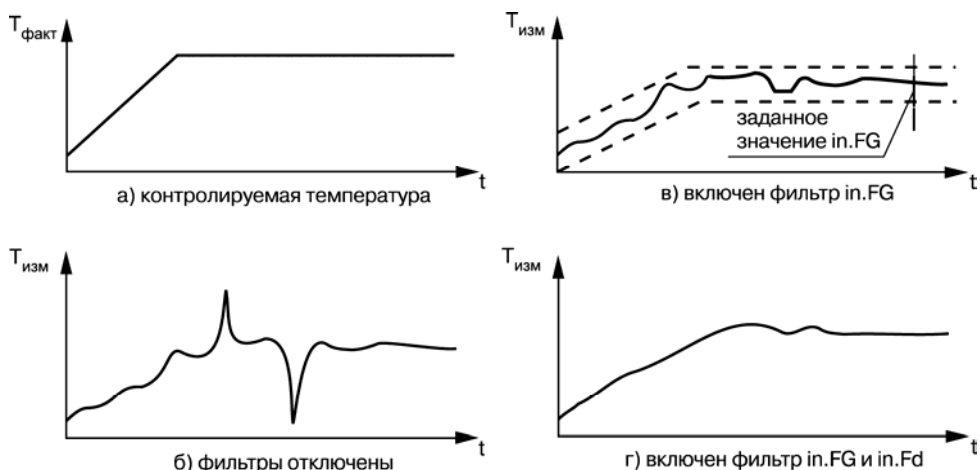 Tфакт
t
а) контролируемая температура
Tизм
заданное
значение in.FG
t
в) включен фильтр in.FG
Tизм
t
б) фильтры отключены
Tизм
t
г) включен фильтр in.FG и in.Fd